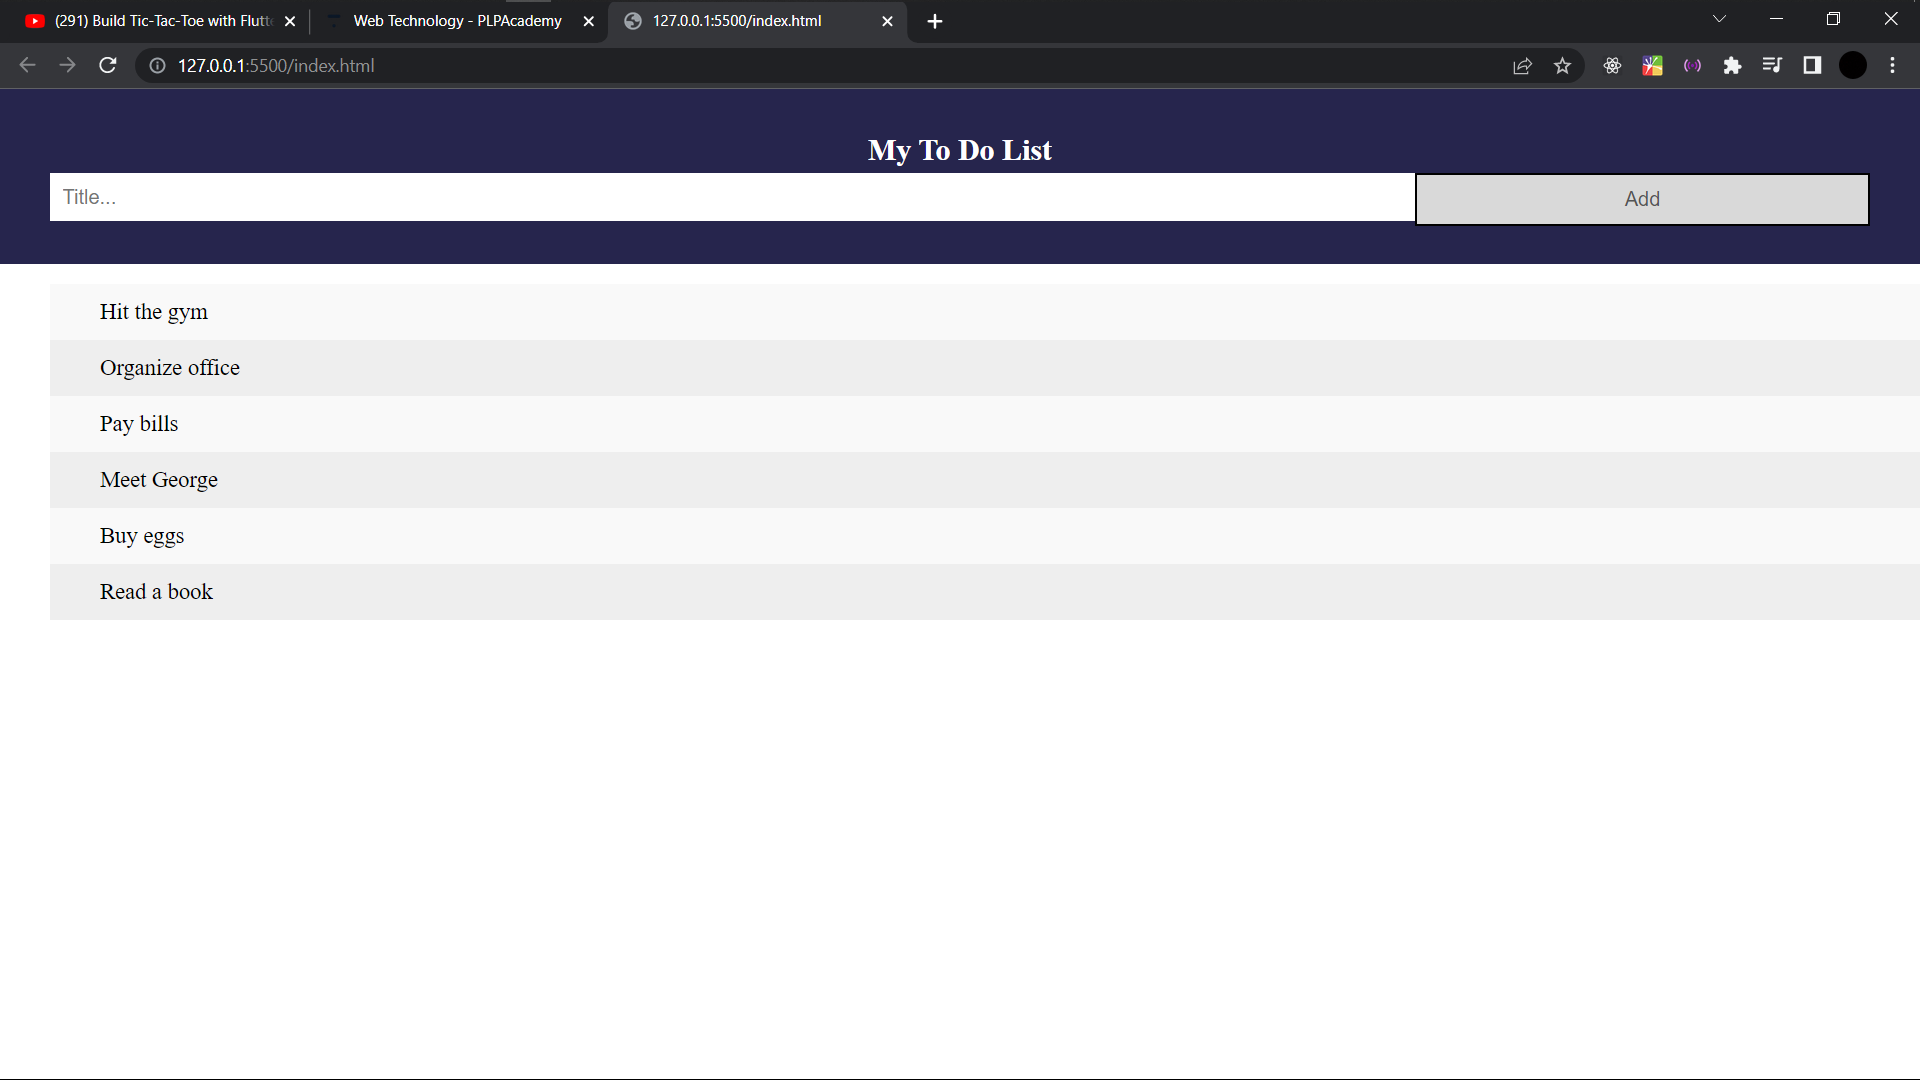 (291) Build Tic-Tac-Toe with Flutt
Web Technology - PLPAcademy
127.0.0.1:5500/index.html
127.0.0.1:5500/index.html
My To Do List
Title...
Add
Hit the gym
Organize office
Pay bills
Meet George
Buy eggs
Read a book